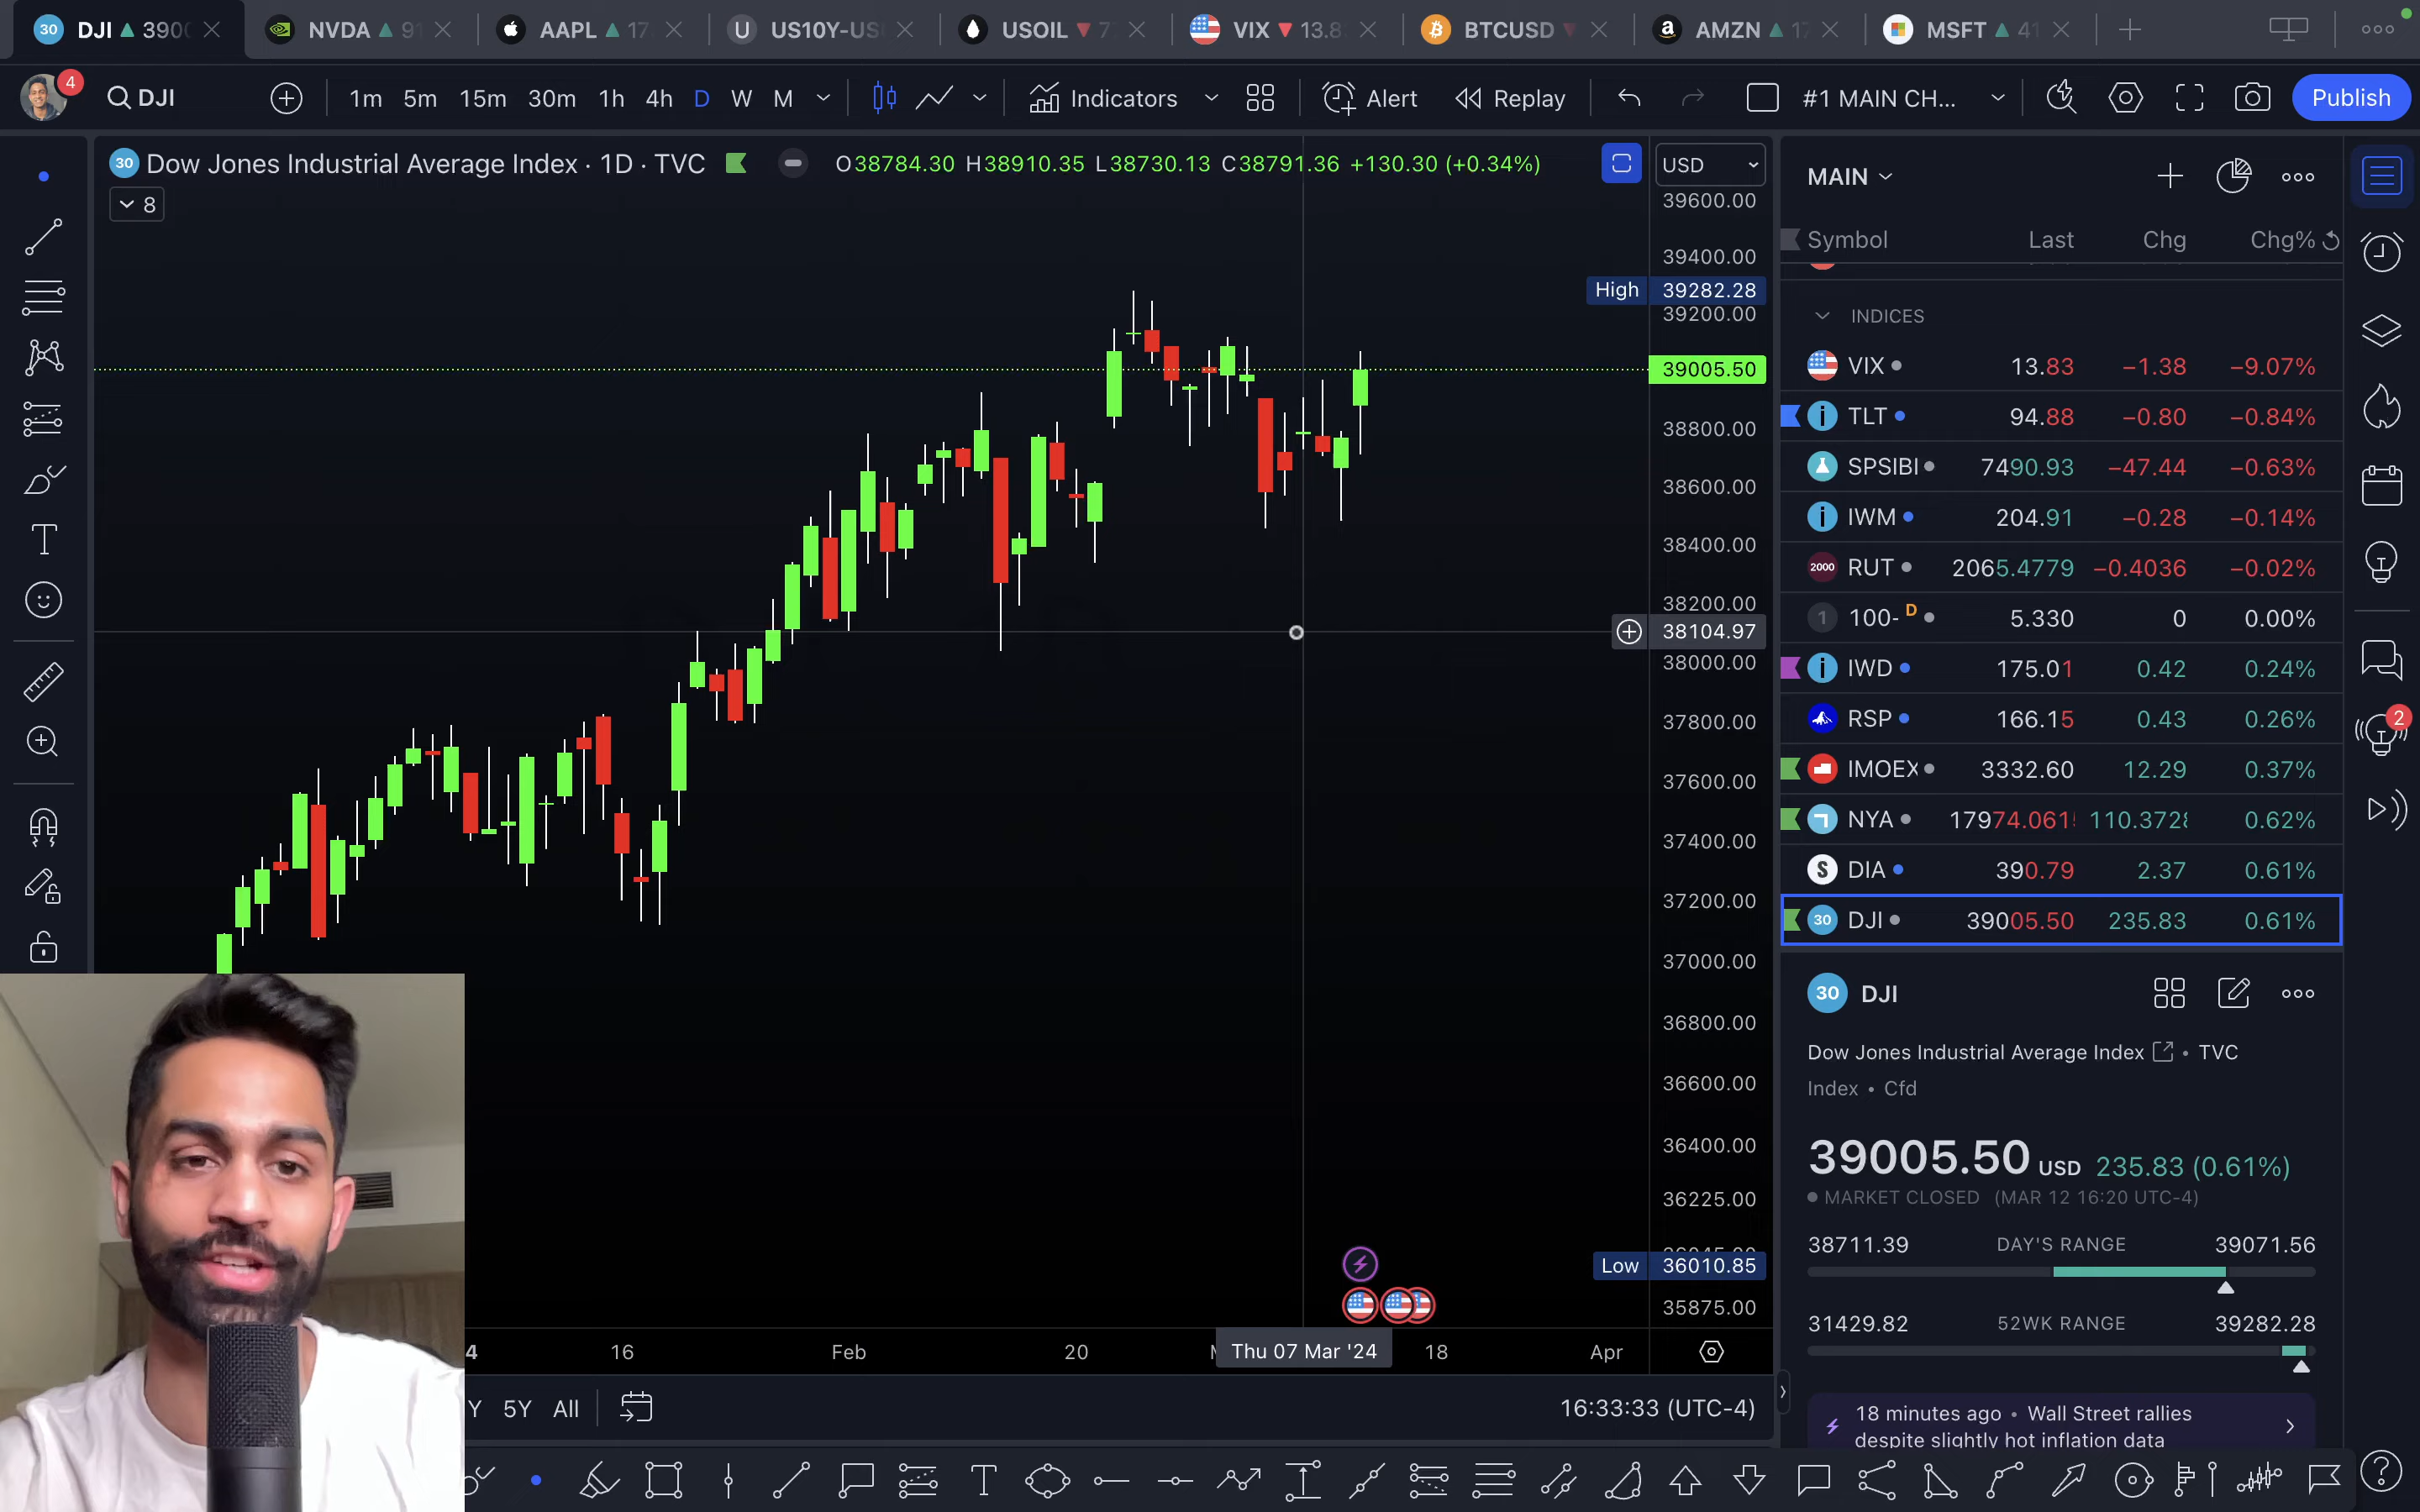 DJI 3900 NVDA 91 AAPL 17 US10Y-US USOIL 7 VIX 13.8 BTCUSD AMZN 17 MSFT 41
4 DJI 1m 5m 15m 30m 1h 4h D W M Indicators Alert Replay #1 MAIN CH... Publish
30 Dow Jones Industrial Average Index · 1D · TVC O38784.30 H38910.35 L38730.13 C38791.36 +130.30 (+0.34%) USD
8
39600.00
39400.00
High 39282.28
39200.00
39005.50
38800.00
38600.00
38400.00
38200.00
38104.97
38000.00
37800.00
37600.00
37400.00
37200.00
37000.00
36800.00
36600.00
36400.00
36225.00
Low 36010.85
35875.00
4 16 Feb 20 Thu 07 Mar '24 18 Apr
Y 5Y All 16:33:33 (UTC-4)
MAIN
Symbol Last Chg Chg%
INDICES
VIX 13.83 −1.38 −9.07%
TLT 94.88 −0.80 −0.84%
SPSIBI 7490.93 −47.44 −0.63%
IWM 204.91 −0.28 −0.14%
2000 RUT 2065.4779 −0.4036 −0.02%
1 100- D 5.330 0 0.00%
IWD 175.01 0.42 0.24%
RSP 166.15 0.43 0.26%
IMOEX 3332.60 12.29 0.37%
NYA 17974.061 110.372 0.62%
S DIA 390.79 2.37 0.61%
30 DJI 39005.50 235.83 0.61%
2
30 DJI
Dow Jones Industrial Average Index • TVC
Index • Cfd
39005.50 USD 235.83 (0.61%)
MARKET CLOSED (MAR 12 16:20 UTC-4)
38711.39 DAY'S RANGE 39071.56
31429.82 52WK RANGE 39282.28
18 minutes ago • Wall Street rallies
despite slightly hot inflation data